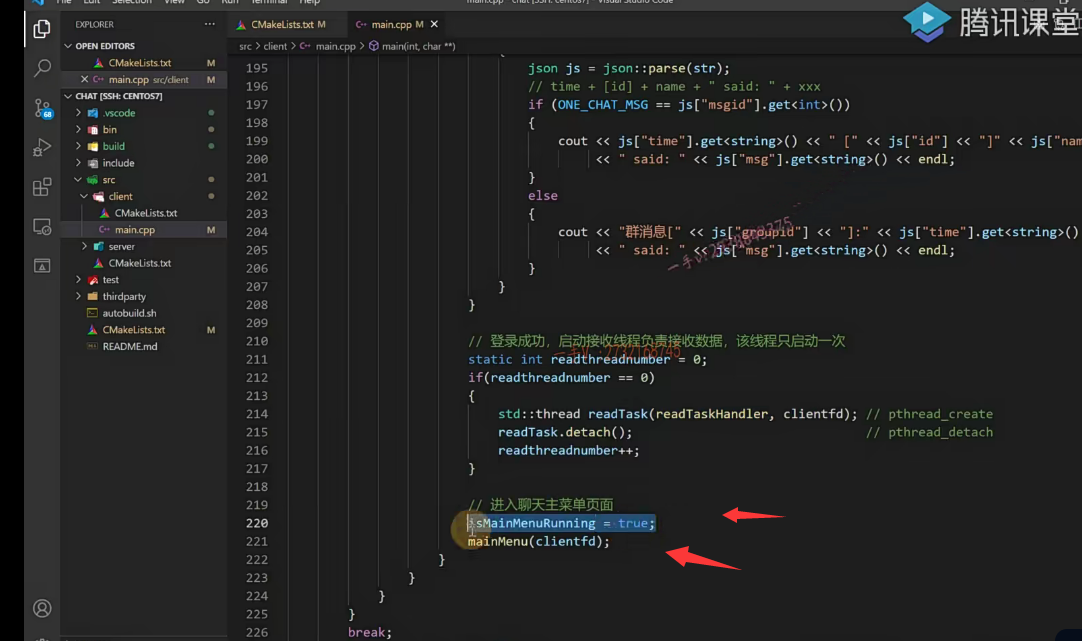 File Edit Selection View Go Run Terminal Help
main.cpp - chat [SSH: centos7] - Visual Studio Code
腾讯课堂
EXPLORER
CMakeLists.txt M
main.cpp M
src > client > main.cpp > main(int, char **)
OPEN EDITORS
CMakeLists.txt M
main.cpp src/client M
CHAT [SSH: CENTOS7]
.vscode
bin
build
include
src
client
CMakeLists.txt
main.cpp M
server
CMakeLists.txt
test
thirdparty
autobuild.sh
CMakeLists.txt M
README.md
68
195 json js = json::parse(str);
196 // time + [id] + name + " said: " + xxx
197 if (ONE_CHAT_MSG == js["msgid"].get<int>())
198 {
199 cout << js["time"].get<string>() << " [" << js["id"] << "]" << js["nam
200 << " said: " << js["msg"].get<string>() << endl;
201 }
202 else
203 {
204 cout << "群消息[" << js["groupid"] << "]:" << js["time"].get<string>()
205 << " said: " << js["msg"].get<string>() << endl;
206 }
207 }
208 }
209
210 // 登录成功，启动接收线程负责接收数据，该线程只启动一次
211 static int readthreadnumber = 0;
212 if(readthreadnumber == 0)
213 {
214 std::thread readTask(readTaskHandler, clientfd); // pthread_create
215 readTask.detach(); // pthread_detach
216 readthreadnumber++;
217 }
218
219 // 进入聊天主菜单页面
220 isMainMenuRunning = true;
221 mainMenu(clientfd);
222 }
223 }
224 }
225 }
226 break;